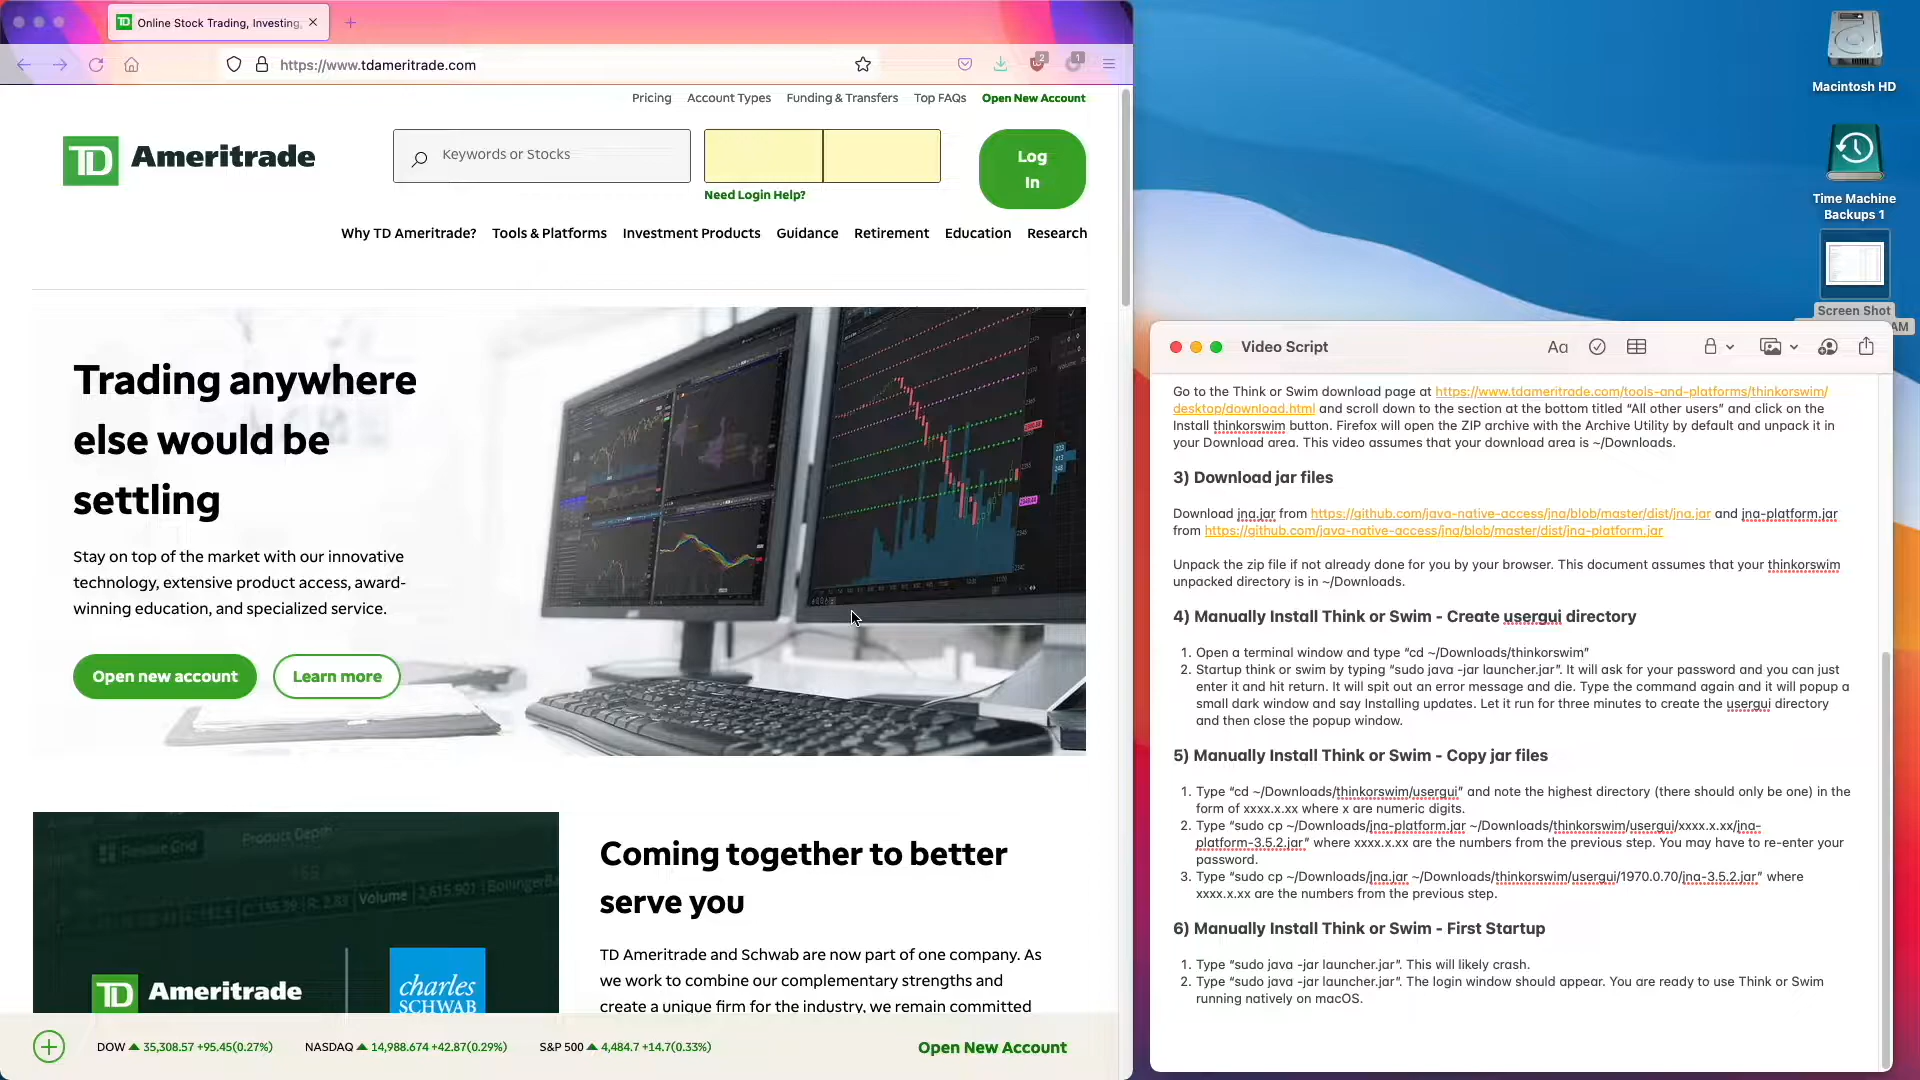 Online Stock Trading, Investing,
https://www.tdameritrade.com
2
1
Pricing Account Types Funding & Transfers Top FAQs Open New Account
TD Ameritrade
Keywords or Stocks
Log
In
Need Login Help?
Why TD Ameritrade? Tools & Platforms Investment Products Guidance Retirement Education Research
Trading anywhere
else would be
settling
Stay on top of the market with our innovative
technology, extensive product access, award-
winning education, and specialized service.
Open new account Learn more
Product Depth
Volume 2,615,901
TD Ameritrade
charles
SCHWAB
Coming together to better
serve you
TD Ameritrade and Schwab are now part of one company. As
we work to combine our complementary strengths and
create a unique firm for the industry, we remain committed
DOW 35,308.57 +95.45(0.27%) NASDAQ 14,988.674 +42.87(0.29%) S&P 500 4,484.7 +14.7(0.33%)
Open New Account
Macintosh HD
Time Machine
Backups 1
Screen Shot
AM
Video Script
Aa
Go to the Think or Swim download page at https://www.tdameritrade.com/tools-and-platforms/thinkorswim/
desktop/download.html and scroll down to the section at the bottom titled “All other users” and click on the
Install thinkorswim button. Firefox will open the ZIP archive with the Archive Utility by default and unpack it in
your Download area. This video assumes that your download area is ~/Downloads.
3) Download jar files
Download jna.jar from https://github.com/java-native-access/jna/blob/master/dist/jna.jar and jna-platform.jar
from https://github.com/java-native-access/jna/blob/master/dist/jna-platform.jar
Unpack the zip file if not already done for you by your browser. This document assumes that your thinkorswim
unpacked directory is in ~/Downloads.
4) Manually Install Think or Swim - Create usergui directory
1. Open a terminal window and type “cd ~/Downloads/thinkorswim”
2. Startup think or swim by typing “sudo java -jar launcher.jar”. It will ask for your password and you can just
enter it and hit return. It will spit out an error message and die. Type the command again and it will popup a
small dark window and say Installing updates. Let it run for three minutes to create the usergui directory
and then close the popup window.
5) Manually Install Think or Swim - Copy jar files
1. Type “cd ~/Downloads/thinkorswim/usergui” and note the highest directory (there should only be one) in the
form of xxxx.x.xx where x are numeric digits.
2. Type “sudo cp ~/Downloads/jna-platform.jar ~/Downloads/thinkorswim/usergui/xxxx.x.xx/jna-
platform-3.5.2.jar” where xxxx.x.xx are the numbers from the previous step. You may have to re-enter your
password.
3. Type “sudo cp ~/Downloads/jna.jar ~/Downloads/thinkorswim/usergui/1970.0.70/jna-3.5.2.jar” where
xxxx.x.xx are the numbers from the previous step.
6) Manually Install Think or Swim - First Startup
1. Type “sudo java -jar launcher.jar”. This will likely crash.
2. Type “sudo java -jar launcher.jar”. The login window should appear. You are ready to use Think or Swim
running natively on macOS.